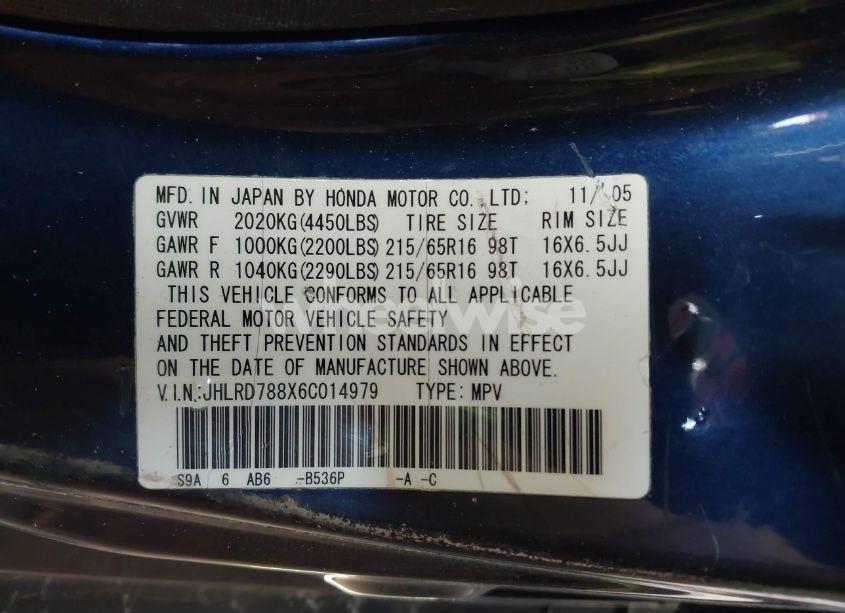 MFD. IN JAPAN BY HONDA MOTOR CO., LTD; 11/ 05
GVWR 2020KG(4450LBS) TIRE SIZE RIM SIZE
GAWR F 1000KG(2200LBS) 215/65R16 98T 16X6.5JJ
GAWR R 1040KG(2290LBS) 215/65R16 98T 16X6.5JJ
THIS VEHICLE CONFORMS TO ALL APPLICABLE
FEDERAL MOTOR VEHICLE SAFETY
AND THEFT PREVENTION STANDARDS IN EFFECT
ON THE DATE OF MANUFACTURE SHOWN ABOVE.
V.I.N.:JHLRD788X6C014979 TYPE: MPV
S9A 6 AB6 -B536P -A -C
Wheelwise